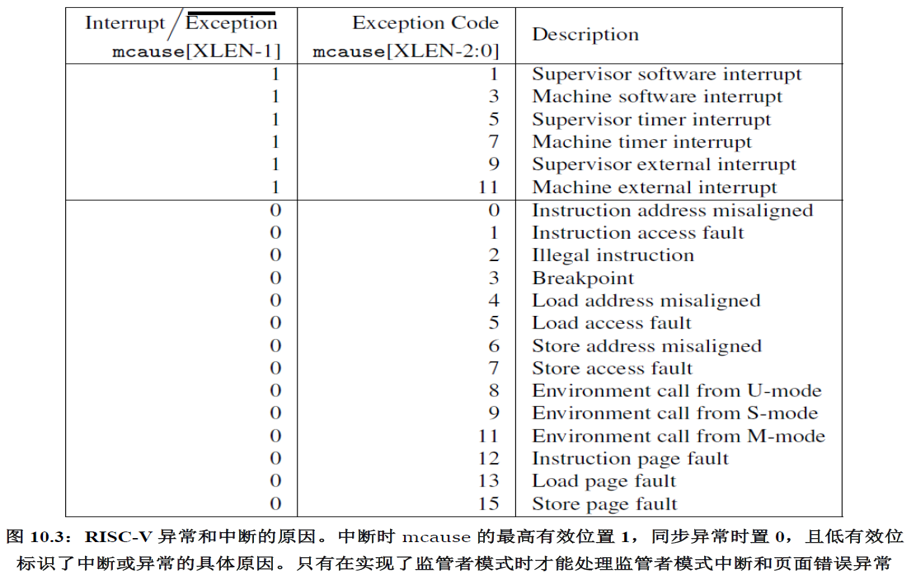 Interrupt / Exception Exception Code Description
mcause[XLEN-1] mcause[XLEN-2:0]
1 1 Supervisor software interrupt
1 3 Machine software interrupt
1 5 Supervisor timer interrupt
1 7 Machine timer interrupt
1 9 Supervisor external interrupt
1 11 Machine external interrupt
0 0 Instruction address misaligned
0 1 Instruction access fault
0 2 Illegal instruction
0 3 Breakpoint
0 4 Load address misaligned
0 5 Load access fault
0 6 Store address misaligned
0 7 Store access fault
0 8 Environment call from U-mode
0 9 Environment call from S-mode
0 11 Environment call from M-mode
0 12 Instruction page fault
0 13 Load page fault
0 15 Store page fault
图 10.3：RISC-V 异常和中断的原因。中断时 mcause 的最高有效位置 1，同步异常时置 0，且低有效位
标识了中断或异常的具体原因。只有在实现了监管者模式时才能处理监管者模式中断和页面错误异常